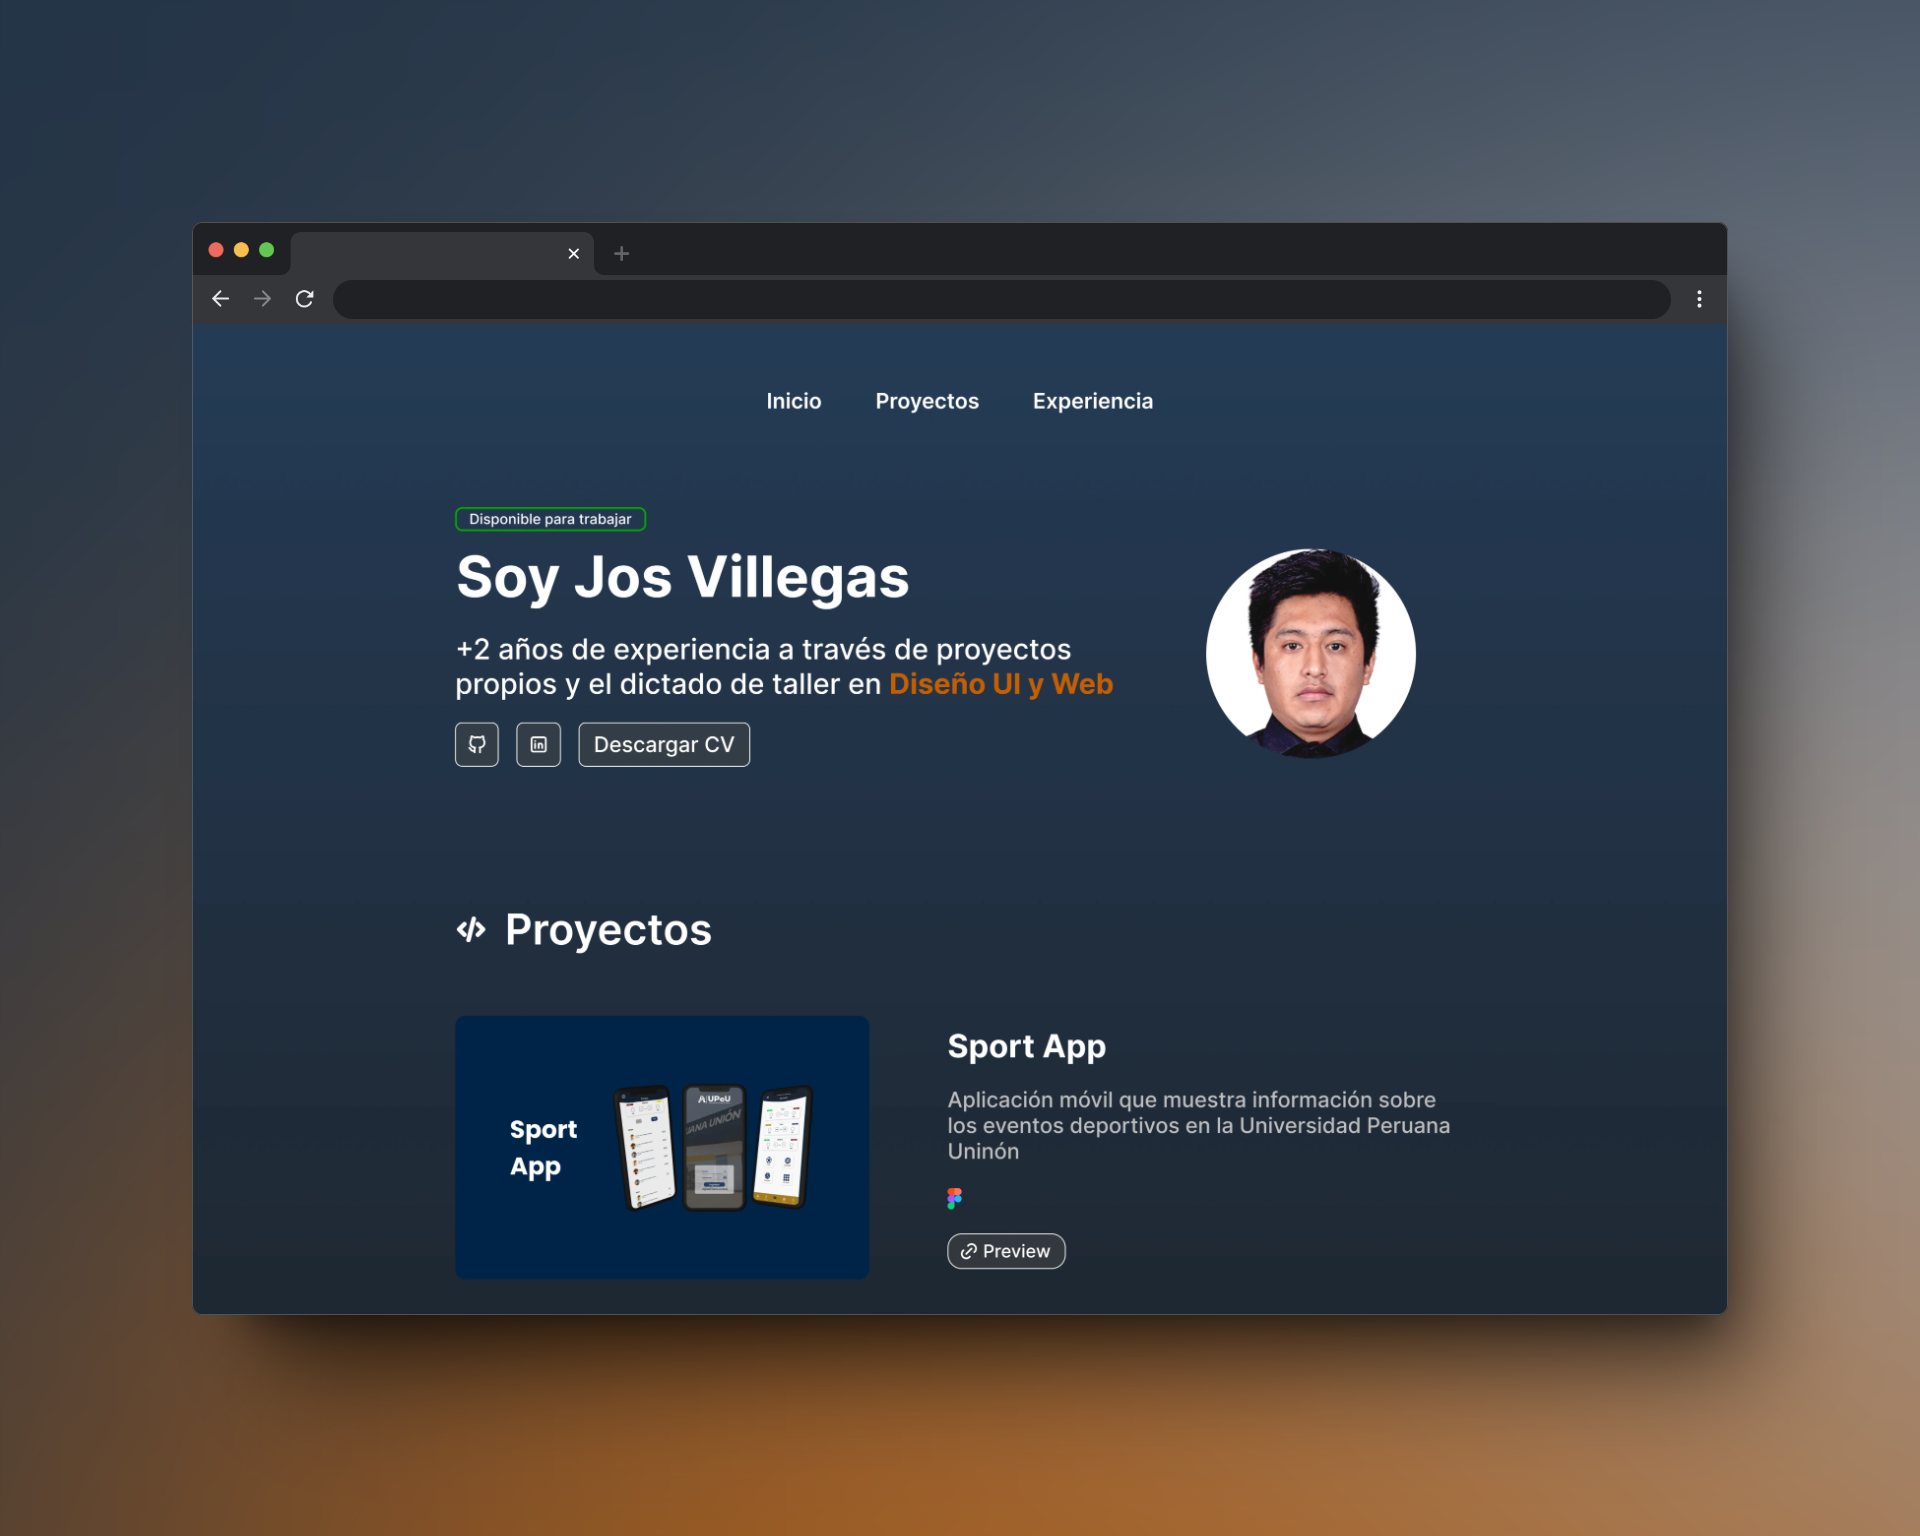 Inicio Proyectos Experiencia
Disponible para trabajar
Soy Jos Villegas
+2 años de experiencia a través de proyectos
propios y el dictado de taller en Diseño UI y Web
Descargar CV
Proyectos
Sport
App
UPeU
ANA UNIÓN
Sport App
Aplicación móvil que muestra información sobre
los eventos deportivos en la Universidad Peruana
Uninón
Preview